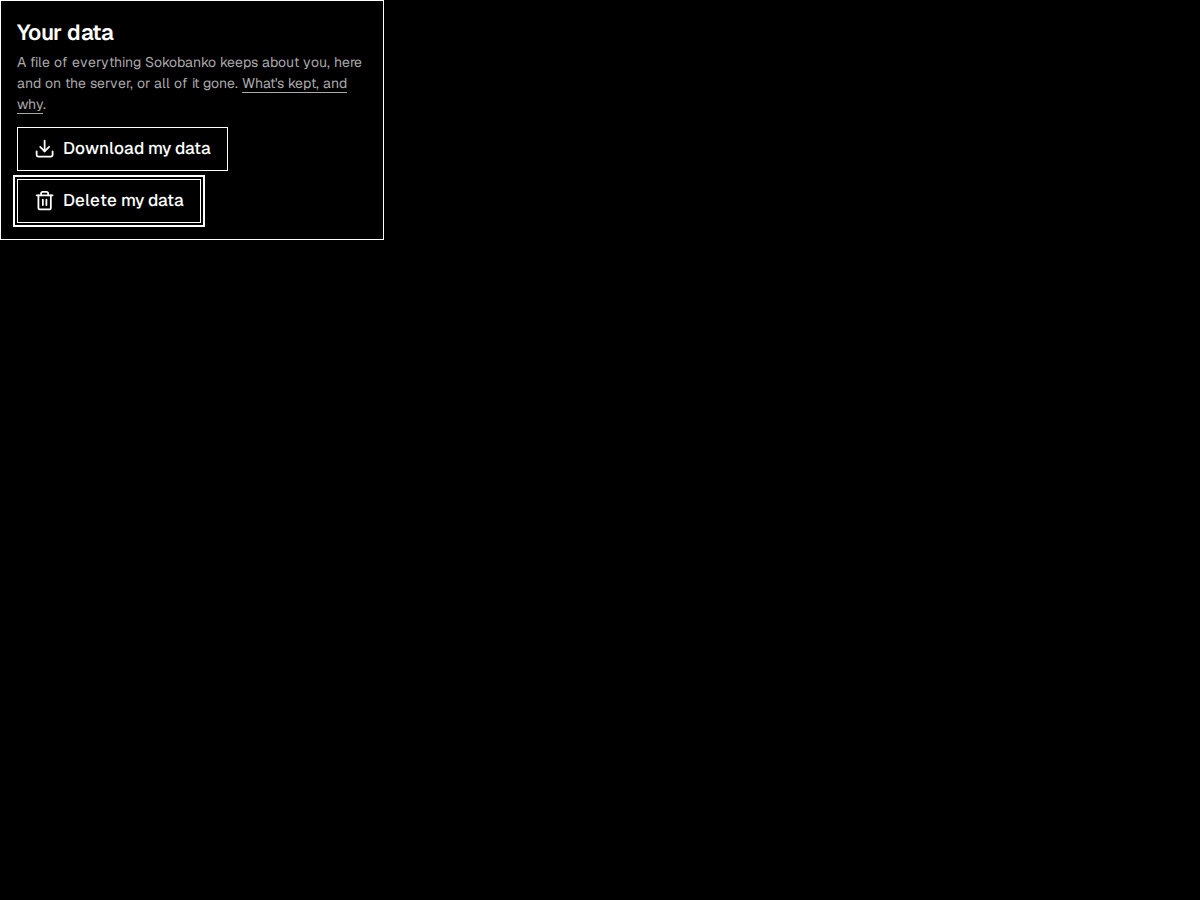 Your data
A file of everything Sokobanko keeps about you, here
and on the server, or all of it gone. What's kept, and
why.
Download my data
Delete my data